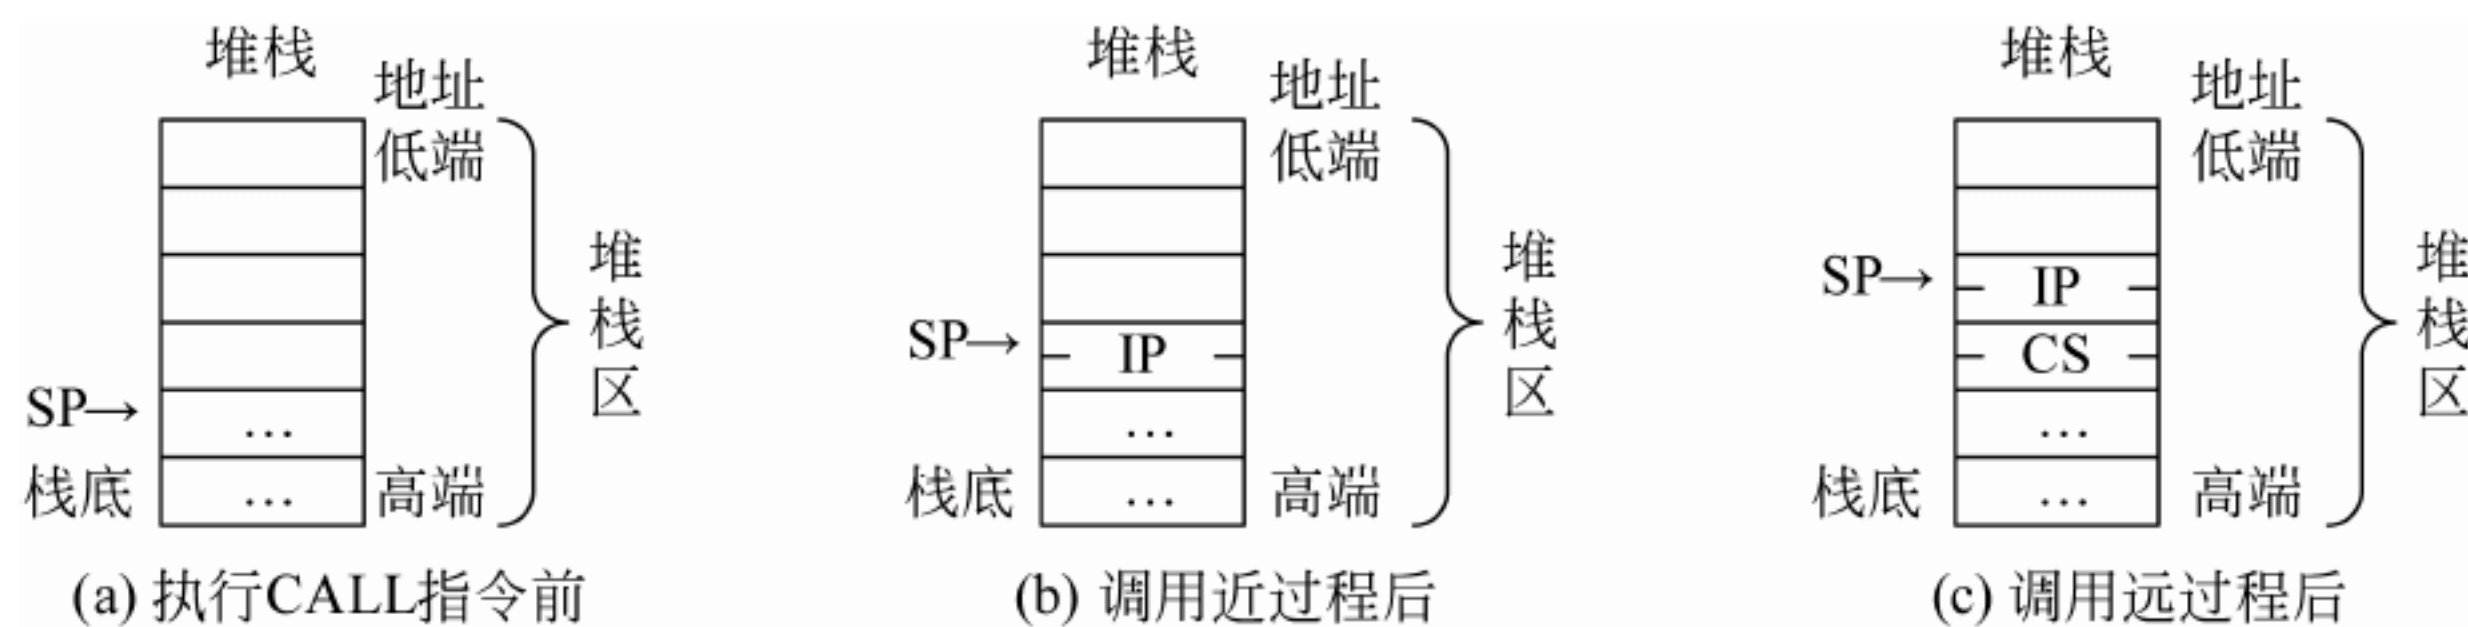 堆栈
地址
低端
SP→
…
栈底
…
高端
堆栈区
(a) 执行CALL指令前
堆栈
地址
低端
SP→
IP
…
栈底
…
高端
堆栈区
(b) 调用近过程后
堆栈
地址
低端
SP→
IP
CS
…
栈底
…
高端
堆栈区
(c) 调用远过程后